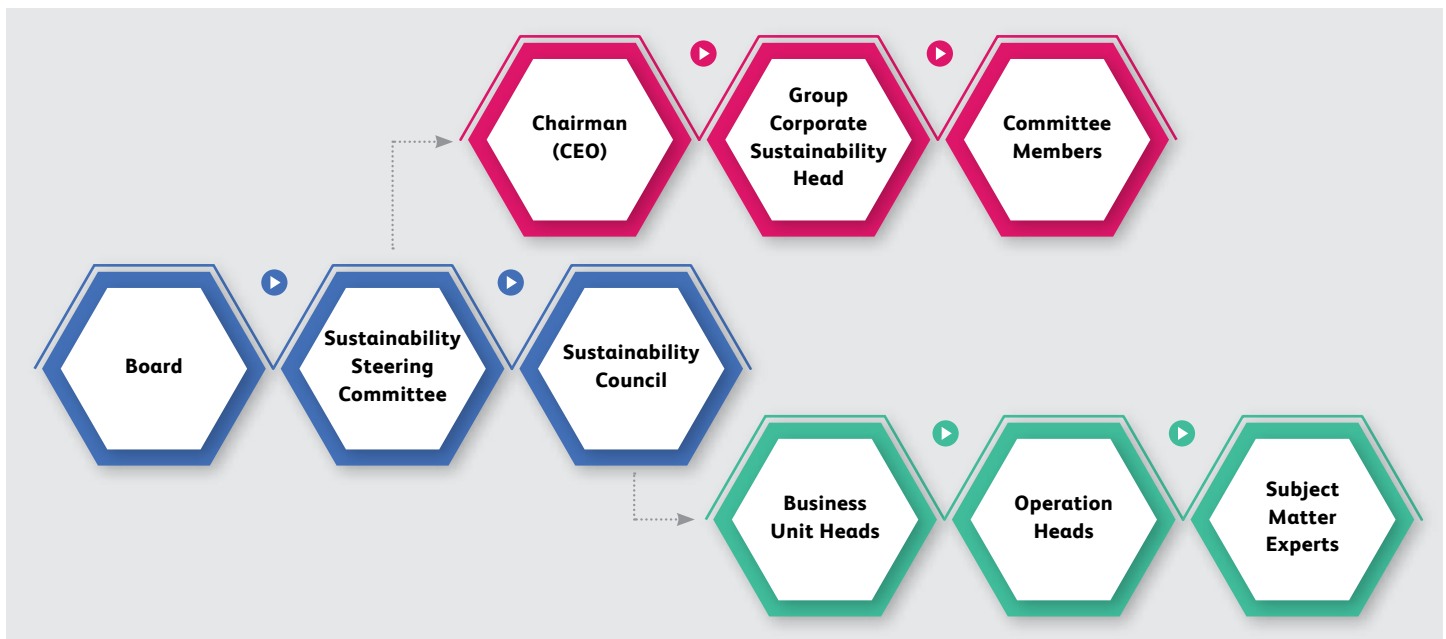 Chairman
(CEO)
Group
Corporate
Sustainability
Head
Committee
Members
Board
Sustainability
Steering
Committee
Sustainability
Council
Business
Unit Heads
Operation
Heads
Subject
Matter
Experts